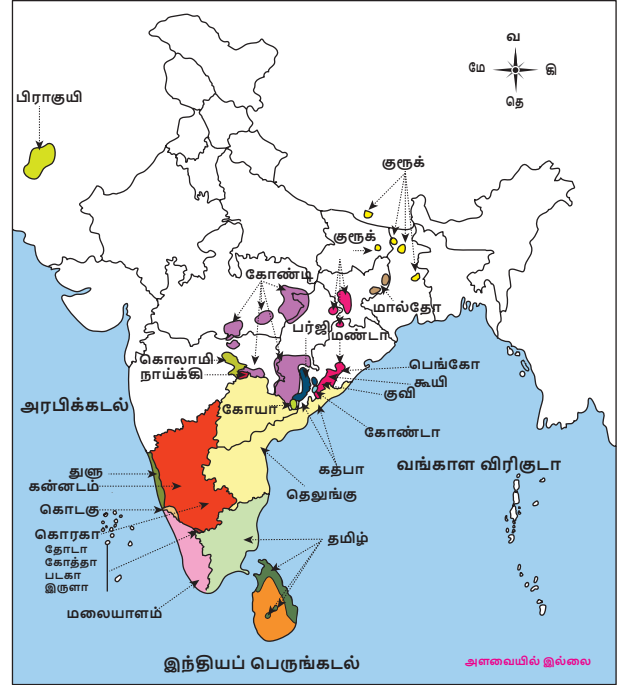 வ
மே
கி
தெ
பிராகுயி
குரூக்
குரூக்
கோண்டி
மால்தோ
பர்ஜி
மண்டா
கொலாமி
நாய்க்கி
பெங்கோ
கூயி
குவி
கோயா
அரபிக்கடல்
கோண்டா
கத்பா
வங்காள விரிகுடா
துளு
கன்னடம்
தெலுங்கு
கொடகு
கொரகா
தமிழ்
தோடா
கோத்தா
படகா
இருளா
மலையாளம்
இந்தியப் பெருங்கடல்
அளவையில் இல்லை